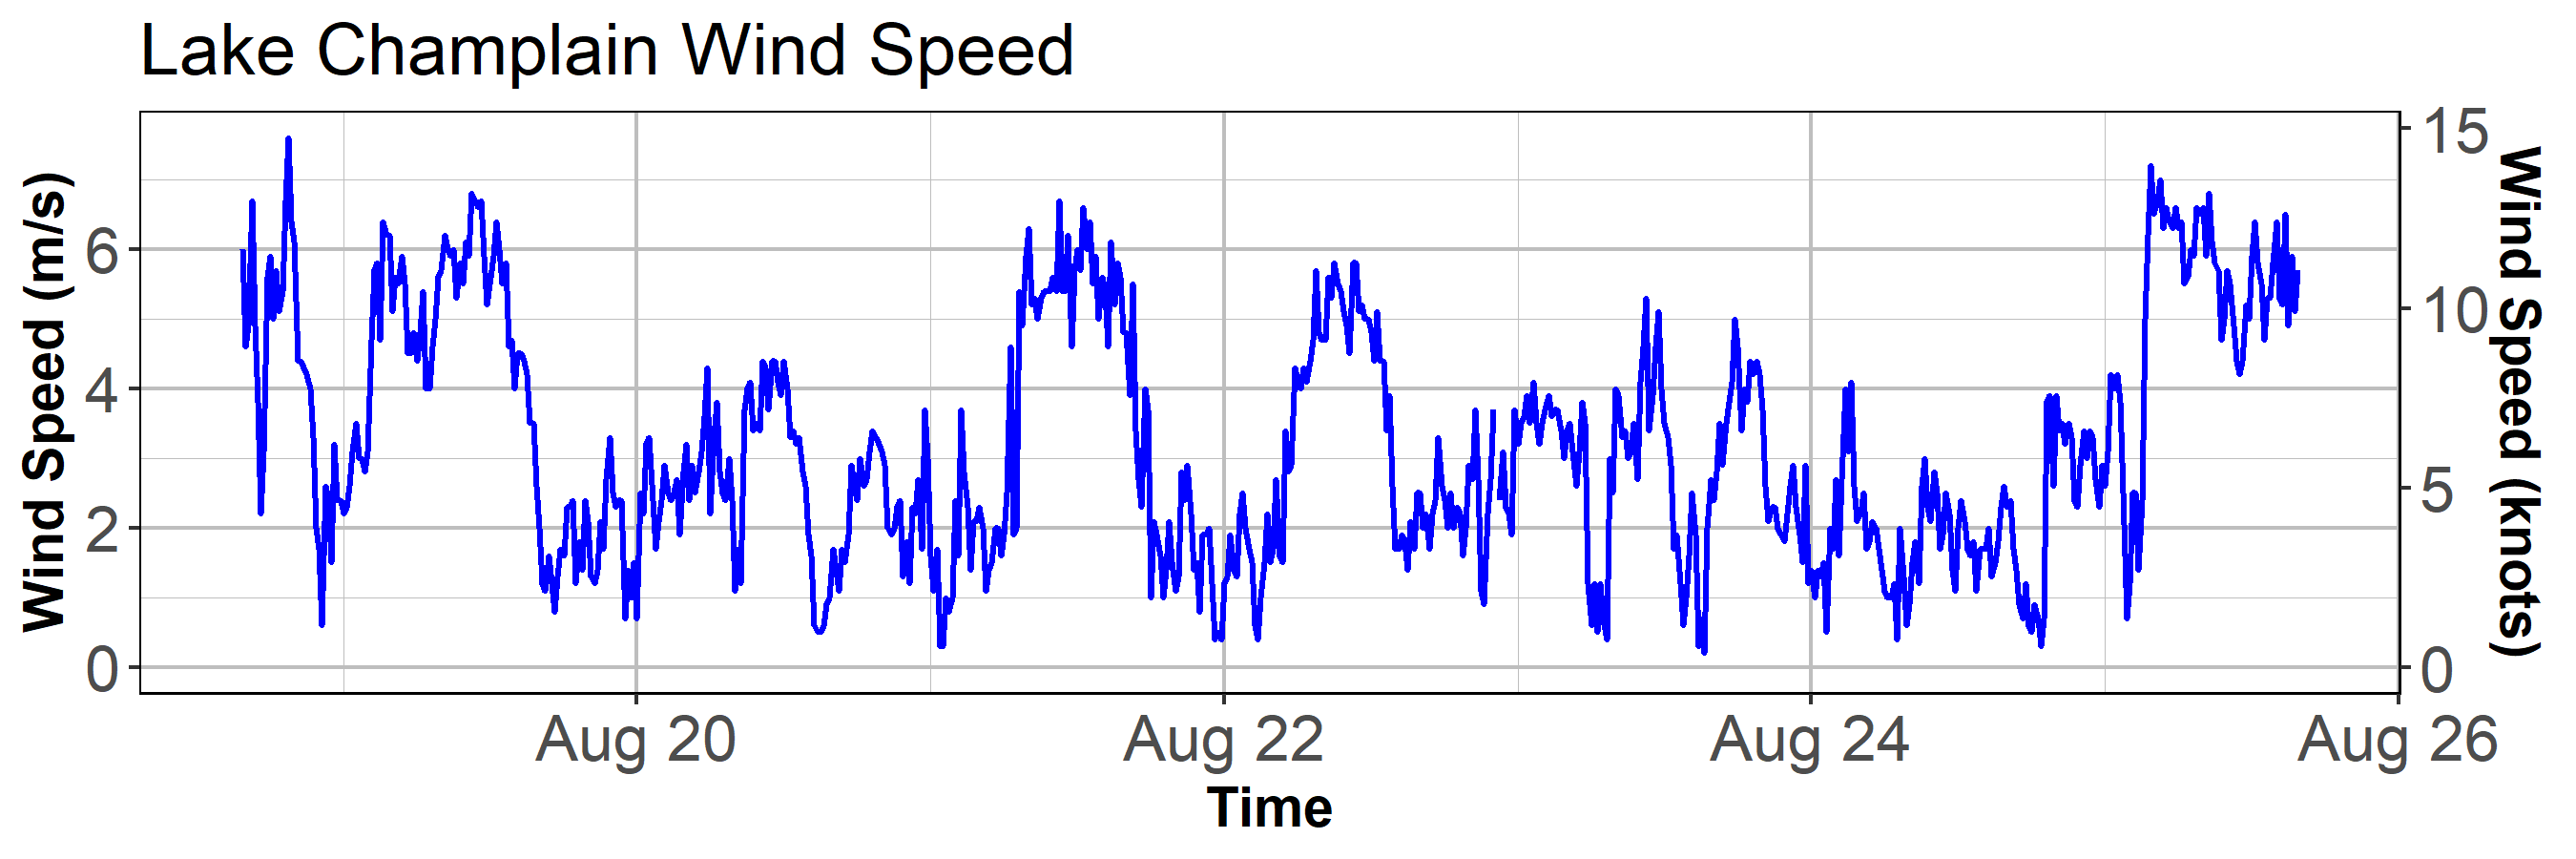 Lake Champlain Wind Speed
Wind Speed (m/s)
6
4
2
0
15
10
5
0
Wind Speed (knots)
Aug 20
Aug 22
Aug 24
Aug 26
Time